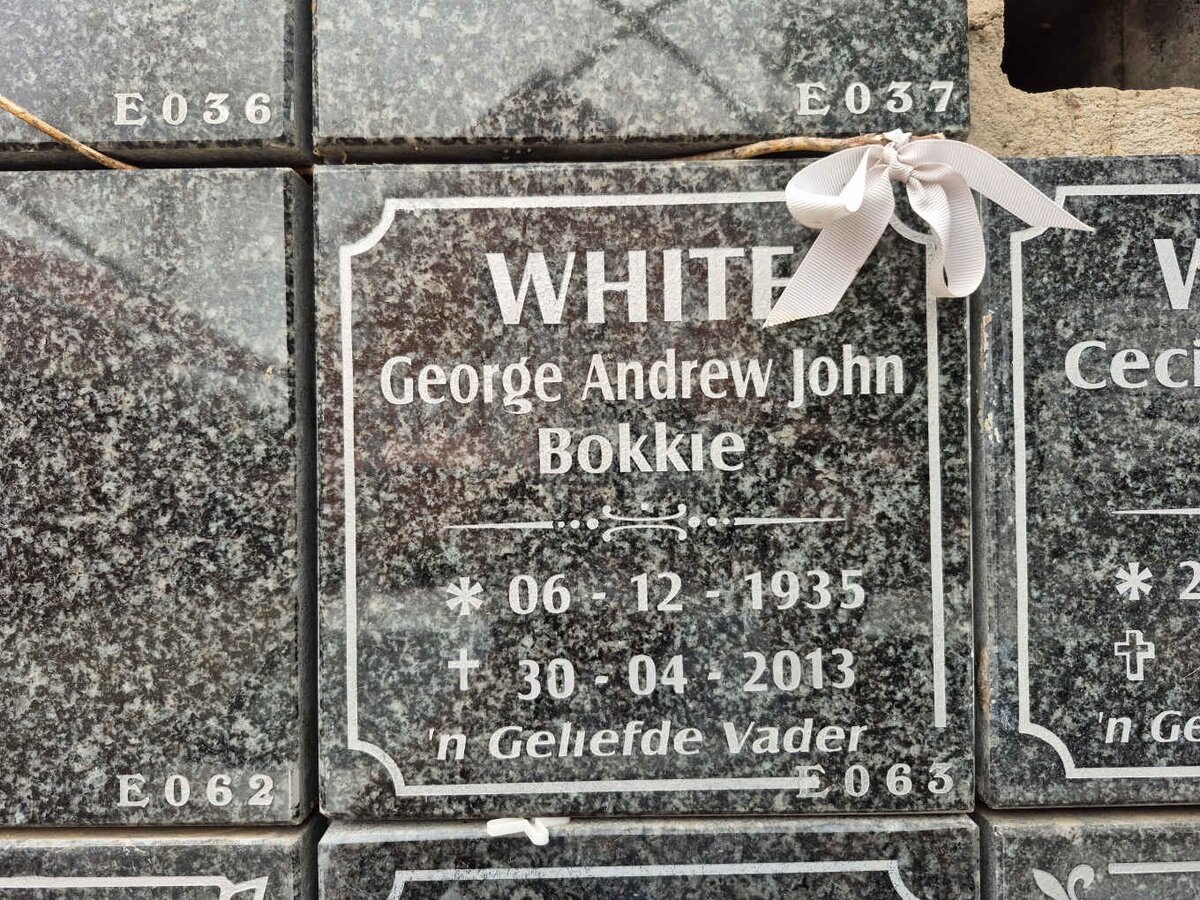 E036
E037
WHITE
George Andrew John
Bokkie
* 06 - 12 - 1935
† 30 - 04 - 2013
'n Geliefde Vader
E062
E063